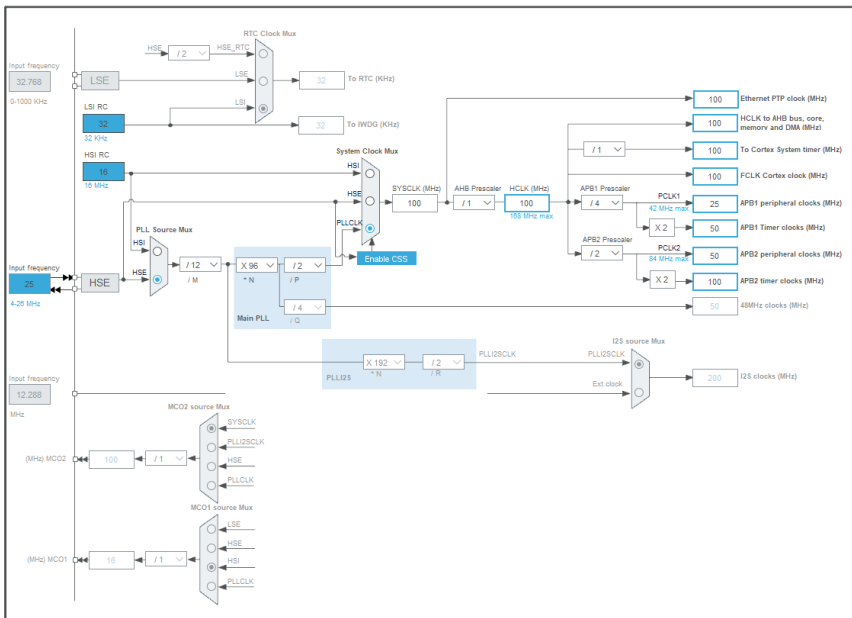 RTC Clock Mux
HSE
/ 2
HSE_RTC
Input frequency
32.768
0-1000 KHz
LSE
LSE
32
To RTC (KHz)
LSI RC
32
32 KHz
LSI
32
To IWDG (KHz)
HSI RC
16
16 MHz
System Clock Mux
HSI
HSE
PLLCLK
Enable CSS
SYSCLK (MHz)
100
AHB Prescaler
/ 1
HCLK (MHz)
100
168 MHz max
100
Ethernet PTP clock (MHz)
100
HCLK to AHB bus, core,
memory and DMA (MHz)
/ 1
100
To Cortex System timer (MHz)
100
FCLK Cortex clock (MHz)
APB1 Prescaler
/ 4
PCLK1
42 MHz max
25
APB1 peripheral clocks (MHz)
X 2
50
APB1 Timer clocks (MHz)
APB2 Prescaler
/ 2
PCLK2
84 MHz max
50
APB2 peripheral clocks (MHz)
X 2
100
APB2 timer clocks (MHz)
50
48MHz clocks (MHz)
PLL Source Mux
HSI
HSE
/ 12
/ M
Input frequency
25
4-26 MHz
HSE
X 96
* N
/ 2
/ P
/ 4
/ Q
Main PLL
X 192
* N
/ 2
/ R
PLLI2S
PLLI2SCLK
I2S source Mux
PLLI2SCLK
Ext.clock
200
I2S clocks (MHz)
Input frequency
12.288
MHz
MCO2 source Mux
SYSCLK
PLLI2SCLK
HSE
PLLCLK
(MHz) MCO2
100
/ 1
MCO1 source Mux
LSE
HSE
HSI
PLLCLK
(MHz) MCO1
16
/ 1